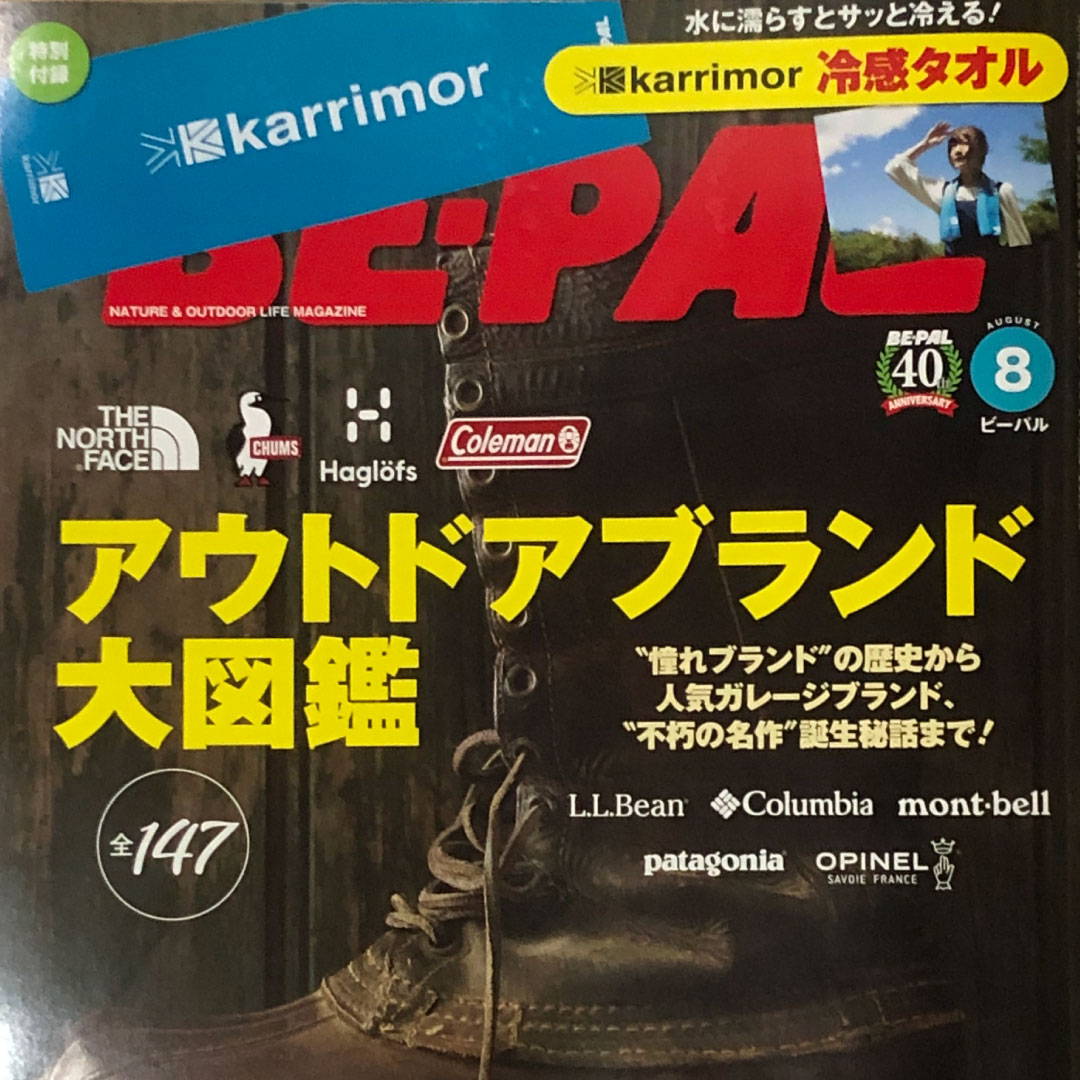 特別
付録
karrimor
karrimor
BE-PAL
水に濡らすとサッと冷える!
karrimor 冷感タオル
BE-PAL
NATURE & OUTDOOR LIFE MAGAZINE
BE-PAL
40th
ANNIVERSARY
AUGUST
8
ビーパル
THE
NORTH
FACE
CHUMS
Haglöfs
Coleman
アウトドアブランド
大図鑑
"憧れブランド"の歴史から
人気ガレージブランド、
"不朽の名作"誕生秘話まで!
全147
L.L.Bean Columbia mont-bell
patagonia OPINEL
SAVOIE FRANCE